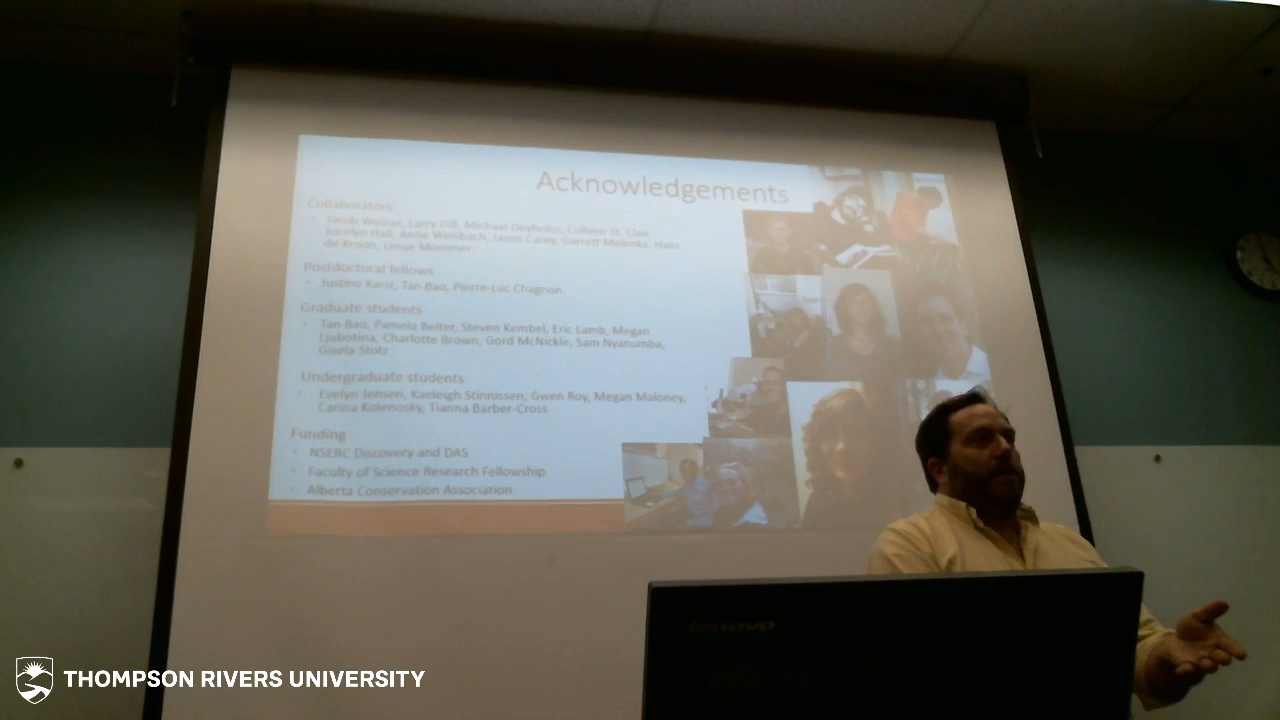 Acknowledgements
Collaborators
Jacob Weiner, Larry Dill, Michael Deyholos, Colleen St. Clair,
Jocelyn Hall, Anne Weisbach, Jason Carey, Garrett Melenka, Hans
de Kroon, Liesje Mommer
Postdoctoral fellows
Justine Karst, Tan Bao, Pierre-Luc Chagnon
Graduate students
Tan Bao, Pamela Belter, Steven Kembel, Eric Lamb, Megan
Ljubotina, Charlotte Brown, Gord McNickle, Sam Nyanumba,
Gisela Stotz
Undergraduate students
Evelyn Jensen, Kaeleigh Stinnissen, Gwen Roy, Megan Maloney,
Carina Kolenosky, Tianna Barber-Cross
Funding
NSERC Discovery and DAS
Faculty of Science Research Fellowship
Alberta Conservation Association
lenovo
THOMPSON RIVERS UNIVERSITY